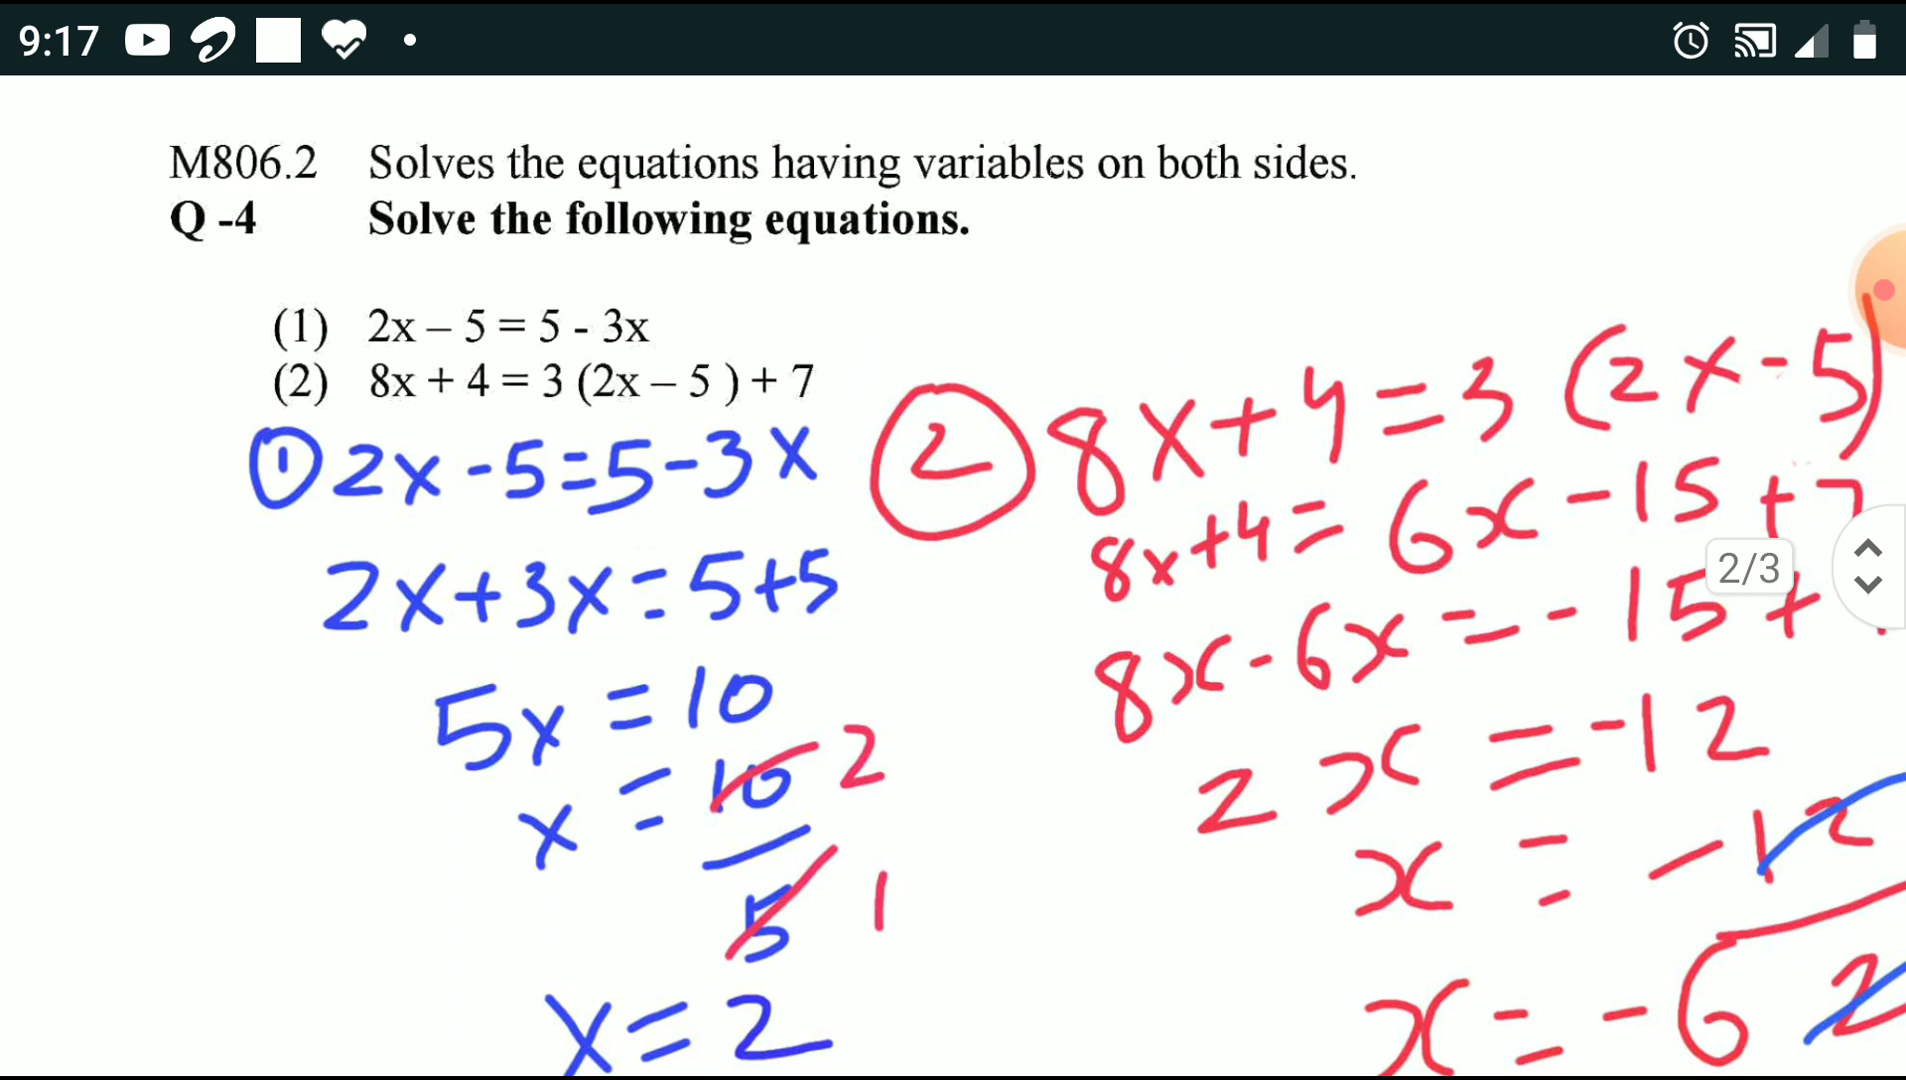 9:17
M806.2 Solves the equations having variables on both sides.
Q -4 Solve the following equations.
(1) 2x – 5 = 5 - 3x
(2) 8x + 4 = 3 (2x – 5 ) + 7
① 2x -5=5-3x
2x+3x=5+5
5x = 10
x = 10 2
5 1
x=2
② 8x+4=3 (2x-5)
8x+4= 6x -15 +7
8x-6x=-15+
2x = -12
x = -12
2
x = -6
2/3